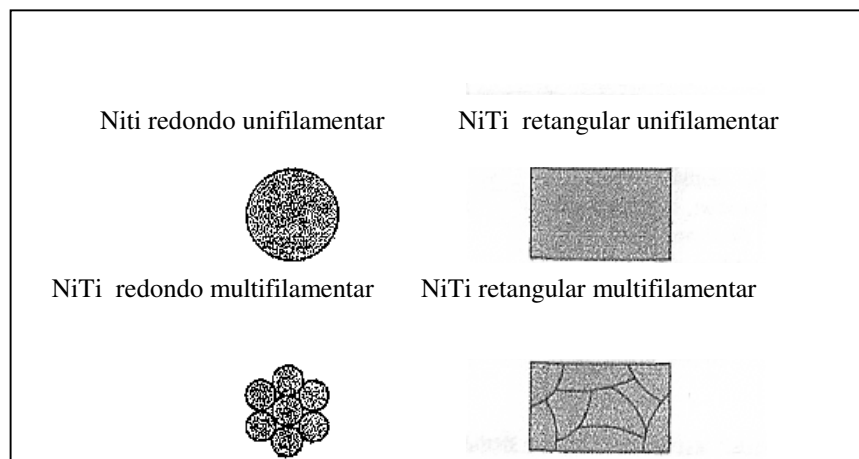 Niti redondo unifilamentar
NiTi retangular unifilamentar
NiTi redondo multifilamentar
NiTi retangular multifilamentar